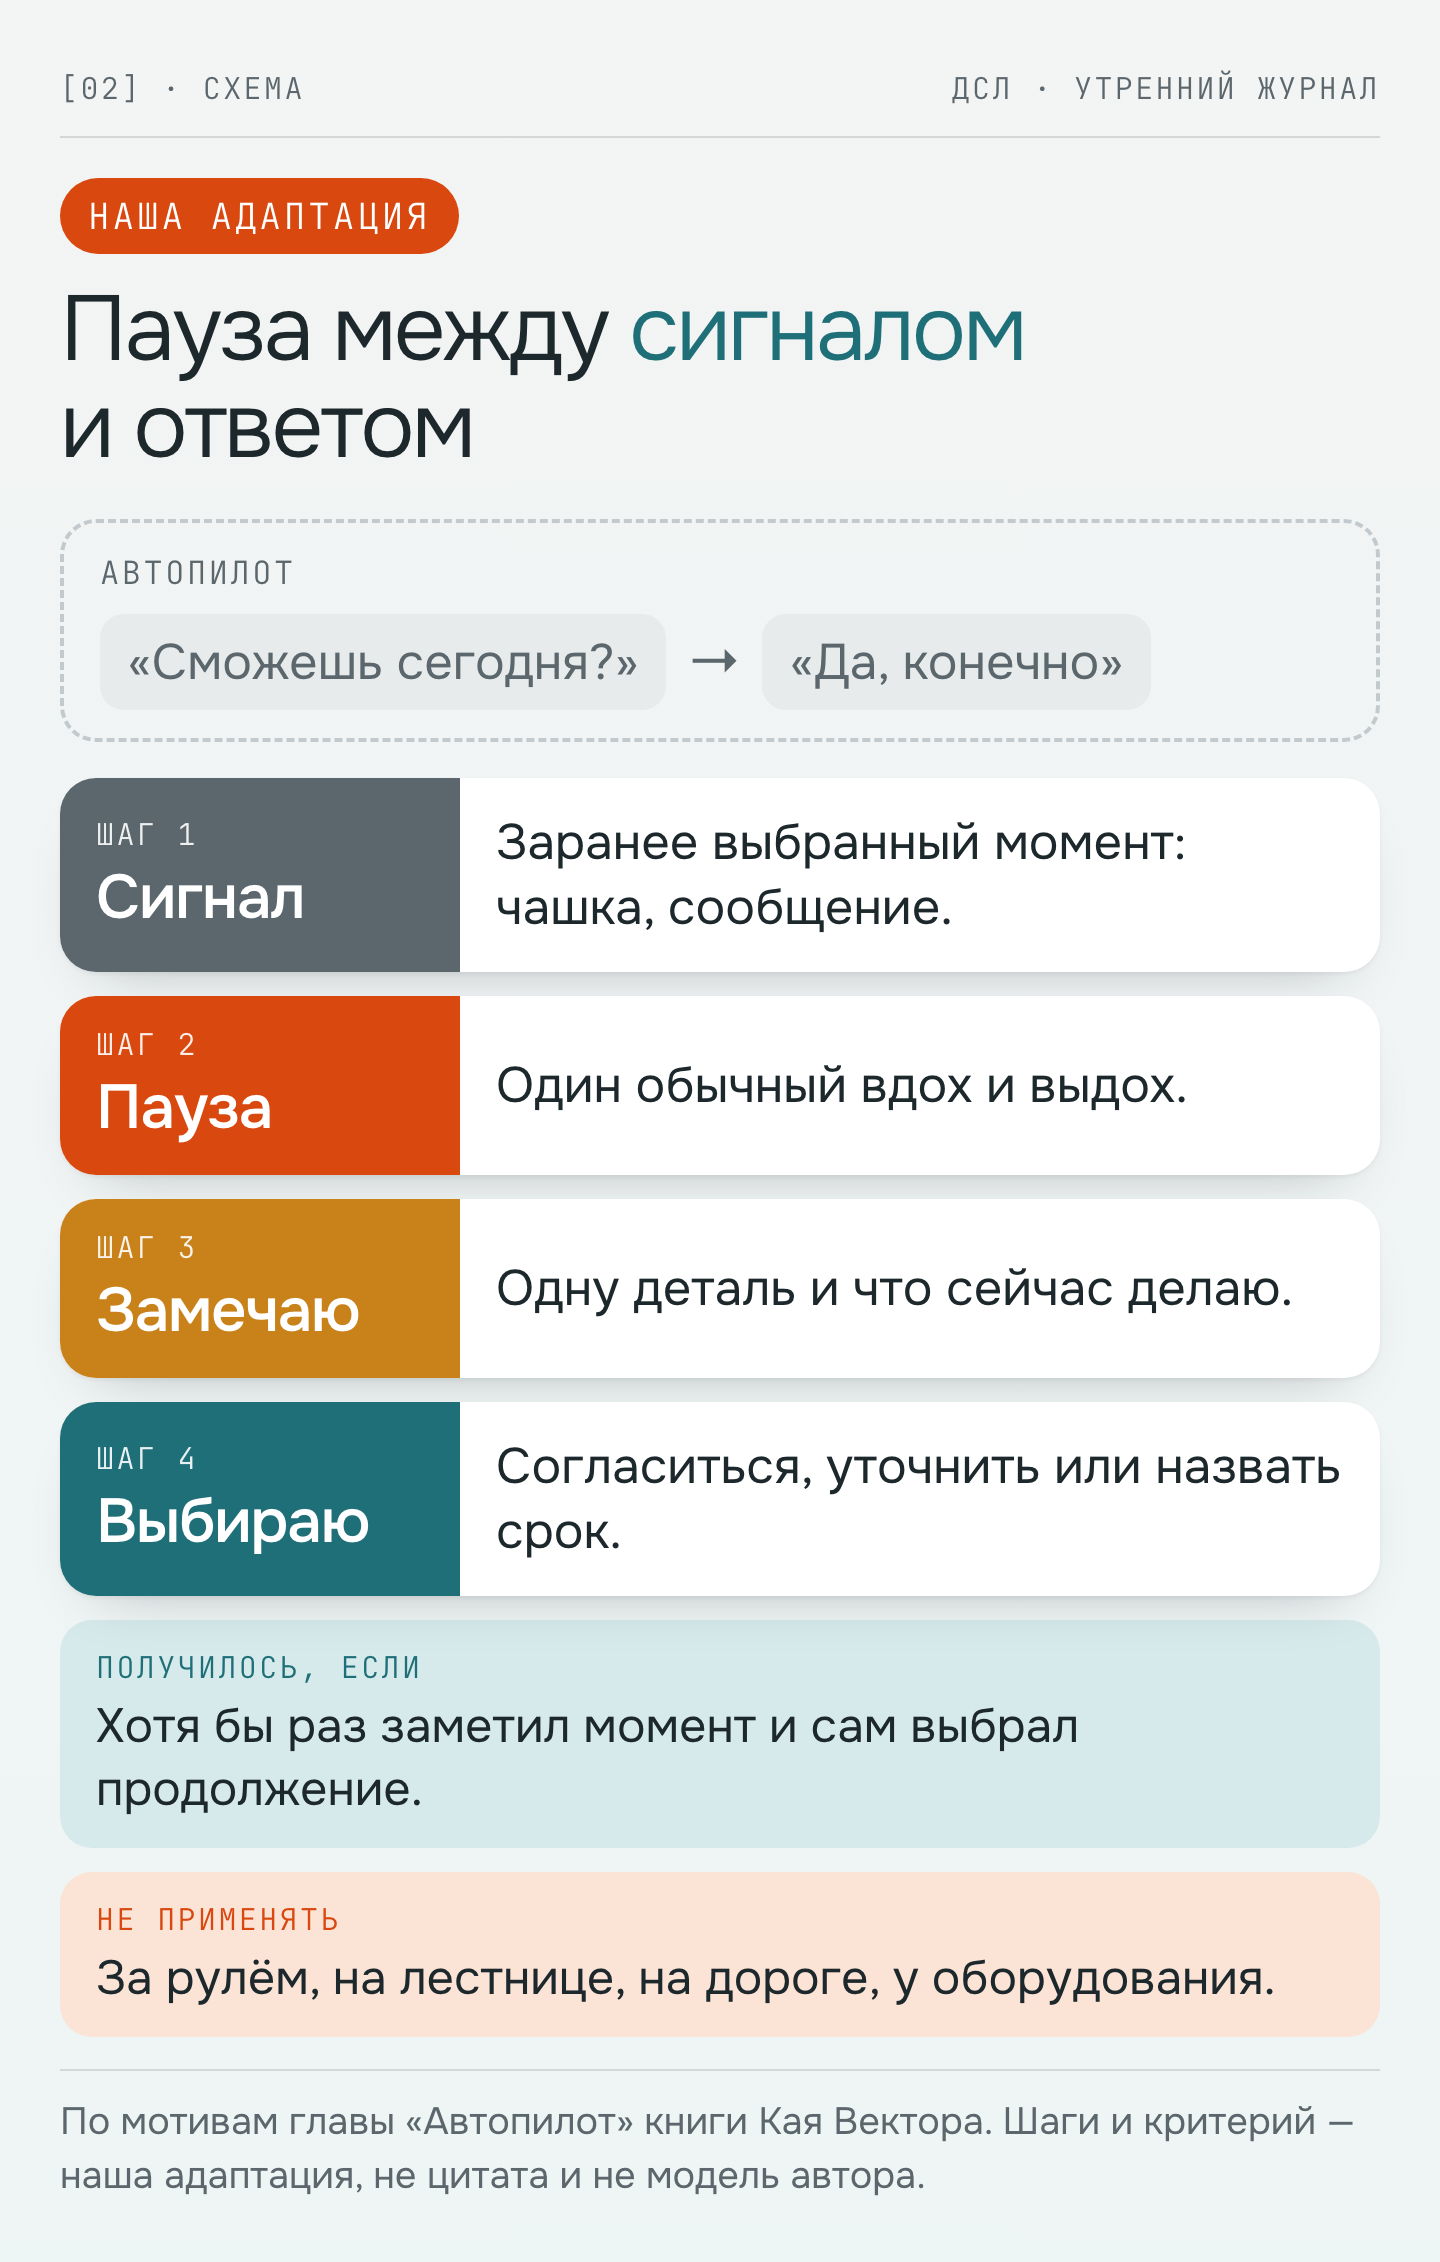 [02] · СХЕМА
ДСЛ · УТРЕННИЙ ЖУРНАЛ
НАША АДАПТАЦИЯ
Пауза между сигналом
и ответом
АВТОПИЛОТ
«Сможешь сегодня?» → «Да, конечно»
ШАГ 1
Сигнал
Заранее выбранный момент:
чашка, сообщение.
ШАГ 2
Пауза
Один обычный вдох и выдох.
ШАГ 3
Замечаю
Одну деталь и что сейчас делаю.
ШАГ 4
Выбираю
Согласиться, уточнить или назвать
срок.
ПОЛУЧИЛОСЬ, ЕСЛИ
Хотя бы раз заметил момент и сам выбрал
продолжение.
НЕ ПРИМЕНЯТЬ
За рулём, на лестнице, на дороге, у оборудования.
По мотивам главы «Автопилот» книги Кая Вектора. Шаги и критерий —
наша адаптация, не цитата и не модель автора.